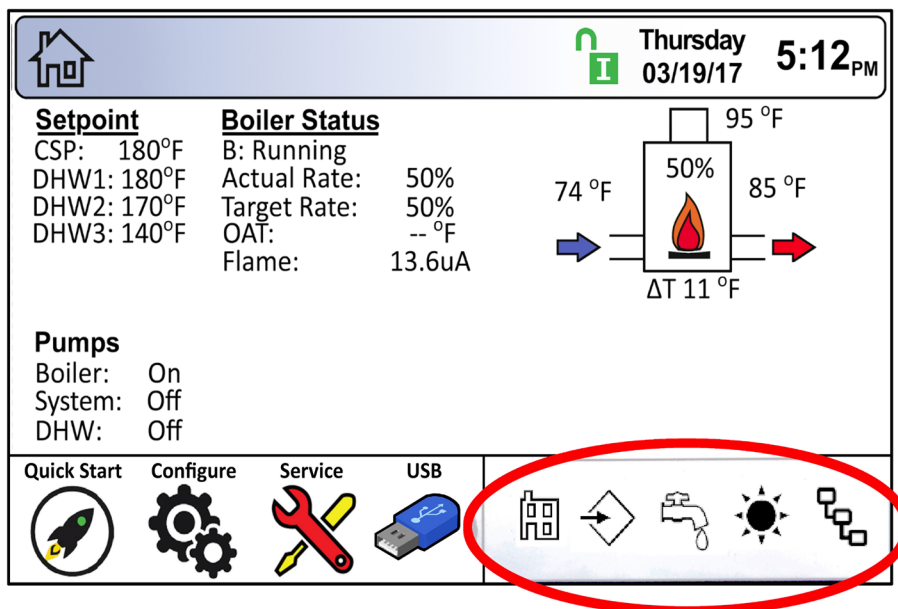 I
Thursday
03/19/17
5:12PM
Setpoint
CSP: 180°F
DHW1: 180°F
DHW2: 170°F
DHW3: 140°F
Boiler Status
B: Running
Actual Rate: 50%
Target Rate: 50%
OAT: -- °F
Flame: 13.6uA
95 °F
50%
74 °F
85 °F
ΔT 11 °F
Pumps
Boiler: On
System: Off
DHW: Off
Quick Start
Configure
Service
USB